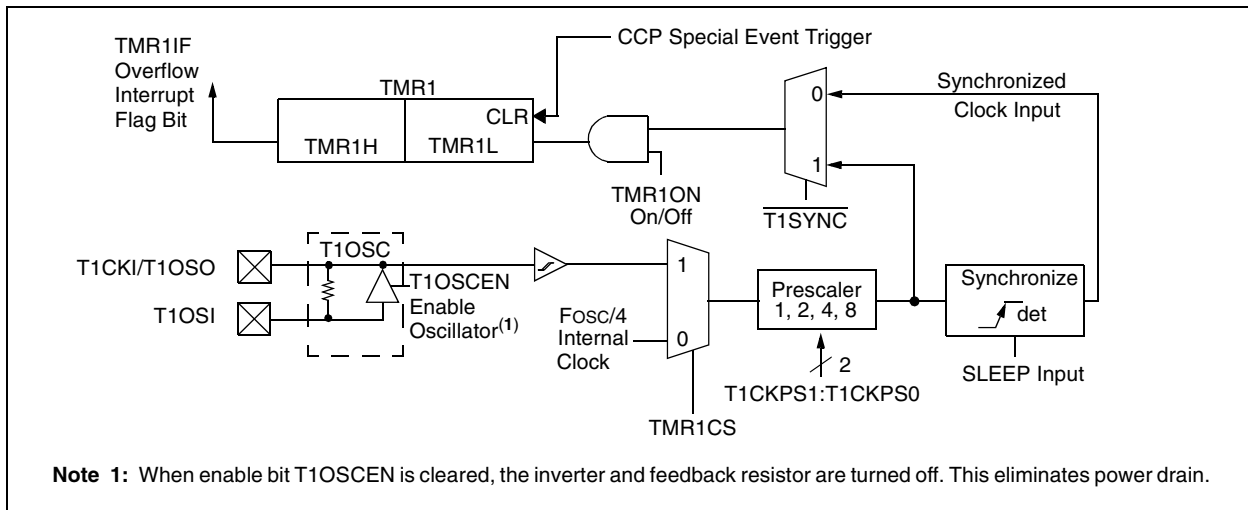 TMR1IF
Overflow
Interrupt
Flag Bit
CCP Special Event Trigger
TMR1
CLR
TMR1H
TMR1L
TMR1ON
On/Off
0
1
T1SYNC
Synchronized
Clock Input
T1CKI/T1OSO
T1OSI
T1OSC
T1OSCEN
Enable
Oscillator(1)
FOSC/4
Internal
Clock
1
0
TMR1CS
Prescaler
1, 2, 4, 8
2
T1CKPS1:T1CKPS0
Synchronize
det
SLEEP Input
Note 1: When enable bit T1OSCEN is cleared, the inverter and feedback resistor are turned off. This eliminates power drain.